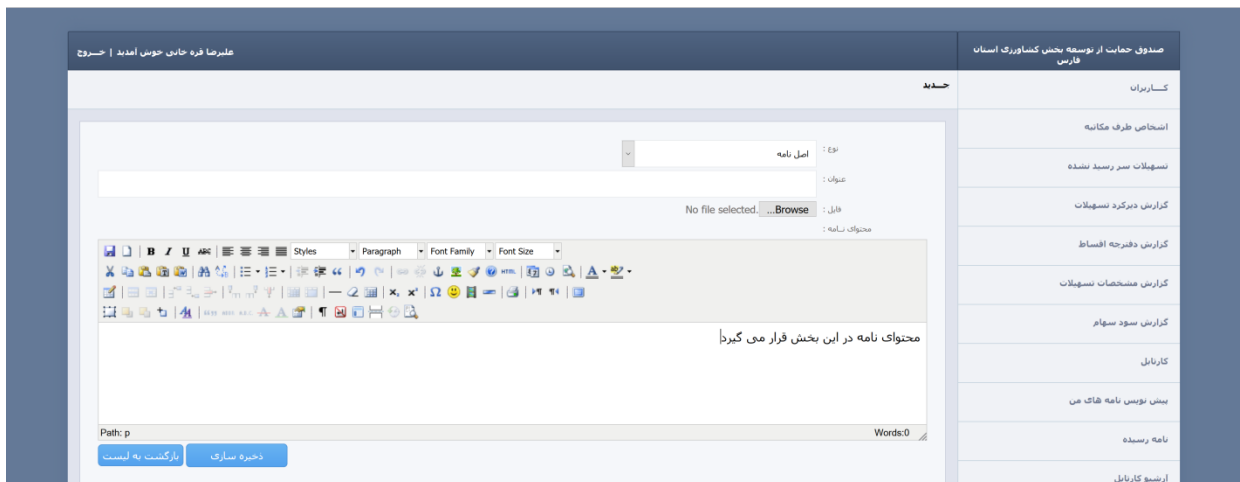 صندوق حمایت از توسعه بخش کشاورزی استان
فارس
علیرضا قره خانی خوش آمدید | خـــروج
کـــاربران
اشخاص طرف مکاتبه
تسهیلات سر رسید نشده
گزارش دیرکرد تسهیلات
گزارش دفترچه اقساط
گزارش مشخصات تسهیلات
گزارش سود سهام
کارتابل
پیش نویس نامه های من
نامه رسیده
آرشیو کارتابل
جـــدید
نوع :
اصل نامه
عنوان :
فایل :
Browse... No file selected.
محتوای نـامه :
B I U ABC Styles Paragraph Font Family Font Size
HTML
محتوای نامه در این بخش قرار می گیرد
Path: p
Words:0
ذخیره سازی
بازگشت به لیست